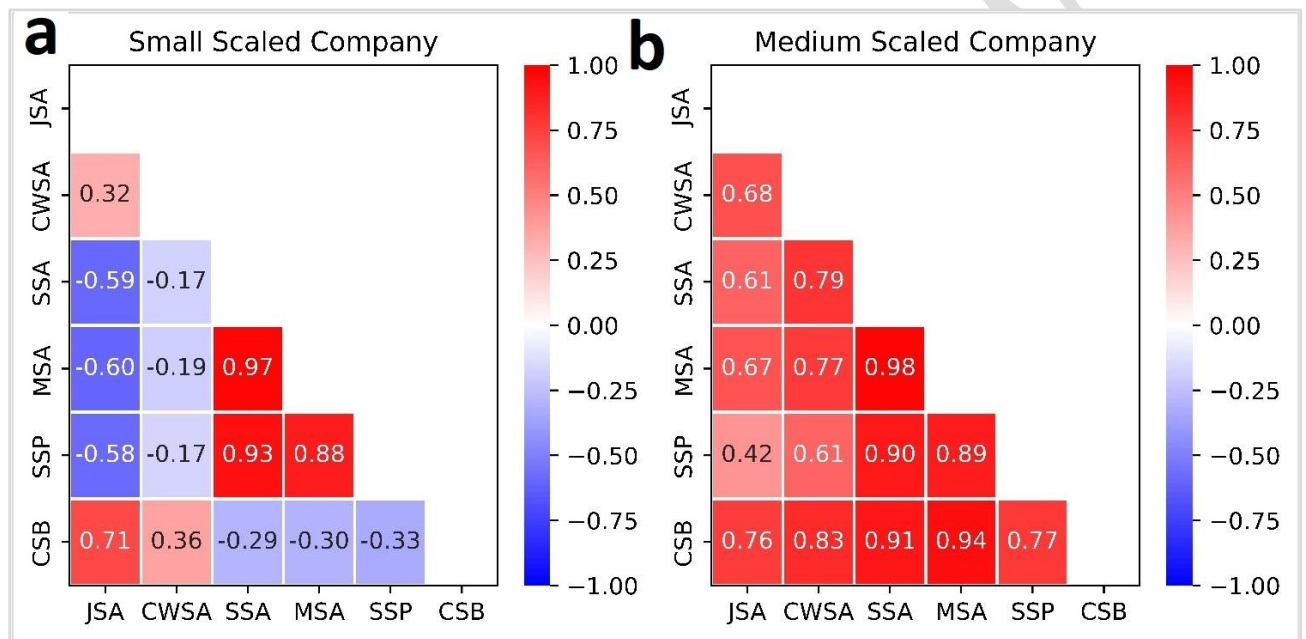 a
Small Scaled Company
JSA
CWSA
SSA
MSA
SSP
CSB
0.32
-0.59 -0.17
-0.60 -0.19 0.97
-0.58 -0.17 0.93 0.88
0.71 0.36 -0.29 -0.30 -0.33
JSA CWSA SSA MSA SSP CSB
1.00
0.75
0.50
0.25
0.00
−0.25
−0.50
−0.75
−1.00
b
Medium Scaled Company
JSA
CWSA
SSA
MSA
SSP
CSB
0.68
0.61 0.79
0.67 0.77 0.98
0.42 0.61 0.90 0.89
0.76 0.83 0.91 0.94 0.77
JSA CWSA SSA MSA SSP CSB
1.00
0.75
0.50
0.25
0.00
−0.25
−0.50
−0.75
−1.00